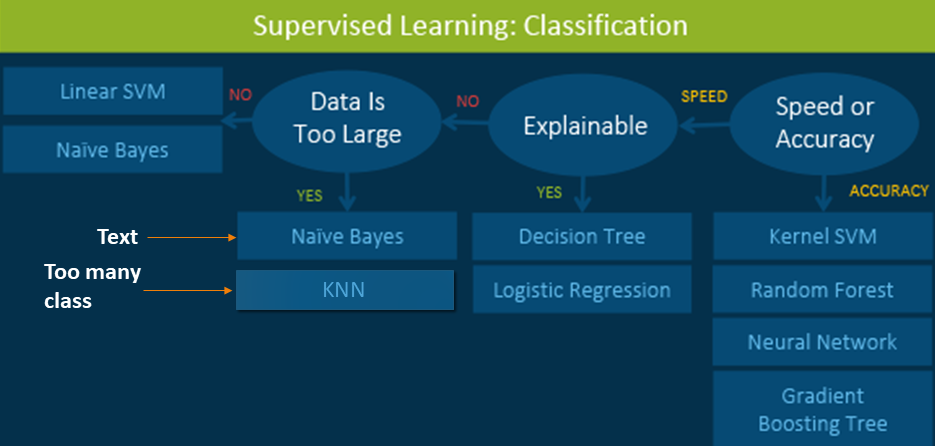 Supervised Learning: Classification
Linear SVM
Naïve Bayes
NO
Data Is
Too Large
NO
Explainable
SPEED
Speed or
Accuracy
YES
YES
ACCURACY
Text
Naïve Bayes
Decision Tree
Kernel SVM
Too many
class
KNN
Logistic Regression
Random Forest
Neural Network
Gradient
Boosting Tree